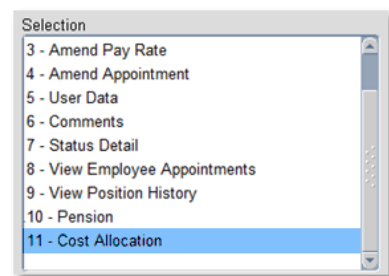 Selection
3 - Amend Pay Rate
4 - Amend Appointment
5 - User Data
6 - Comments
7 - Status Detail
8 - View Employee Appointments
9 - View Position History
10 - Pension
11 - Cost Allocation